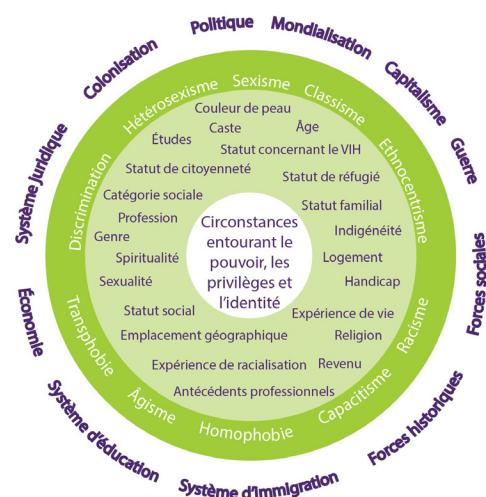 Politique
Mondialisation
Capitalisme
Guerre
Forces sociales
Forces historiques
Système d'immigration
Système d'éducation
Économie
Système juridique
Colonisation
Sexisme
Classisme
Ethnocentrisme
Racisme
Capacitisme
Homophobie
Âgisme
Transphobie
Discrimination
Hétérosexisme
Couleur de peau
Caste
Âge
Études
Statut concernant le VIH
Statut de citoyenneté
Statut de réfugié
Catégorie sociale
Statut familial
Profession
Indigénéité
Genre
Spiritualité
Logement
Sexualité
Handicap
Statut social
Expérience de vie
Emplacement géographique
Religion
Expérience de racialisation
Revenu
Antécédents professionnels
Circonstances
entourant le
pouvoir, les
privilèges et
l'identité